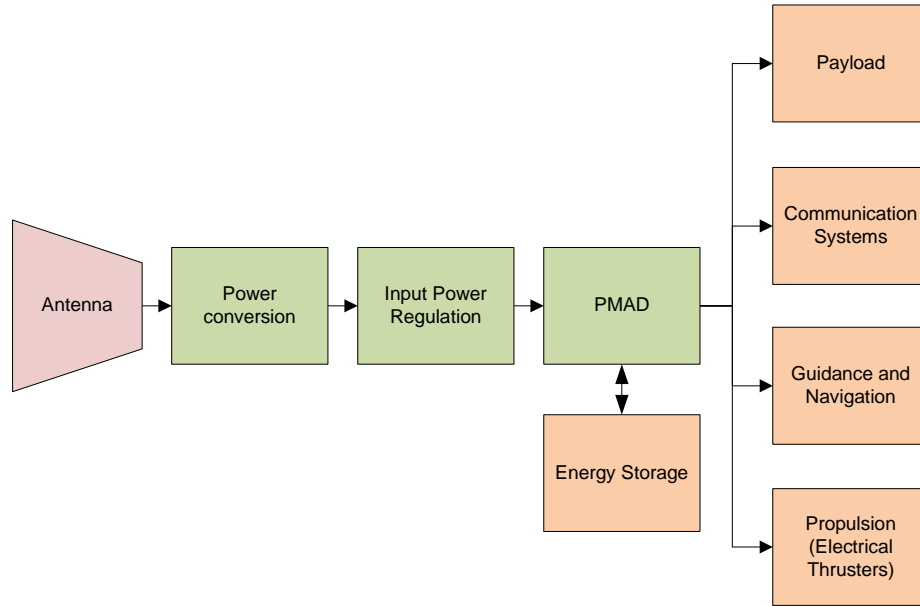 Payload
Communication
Systems
Antenna
Power
conversion
Input Power
Regulation
PMAD
Guidance and
Navigation
Energy Storage
Propulsion
(Electrical
Thrusters)